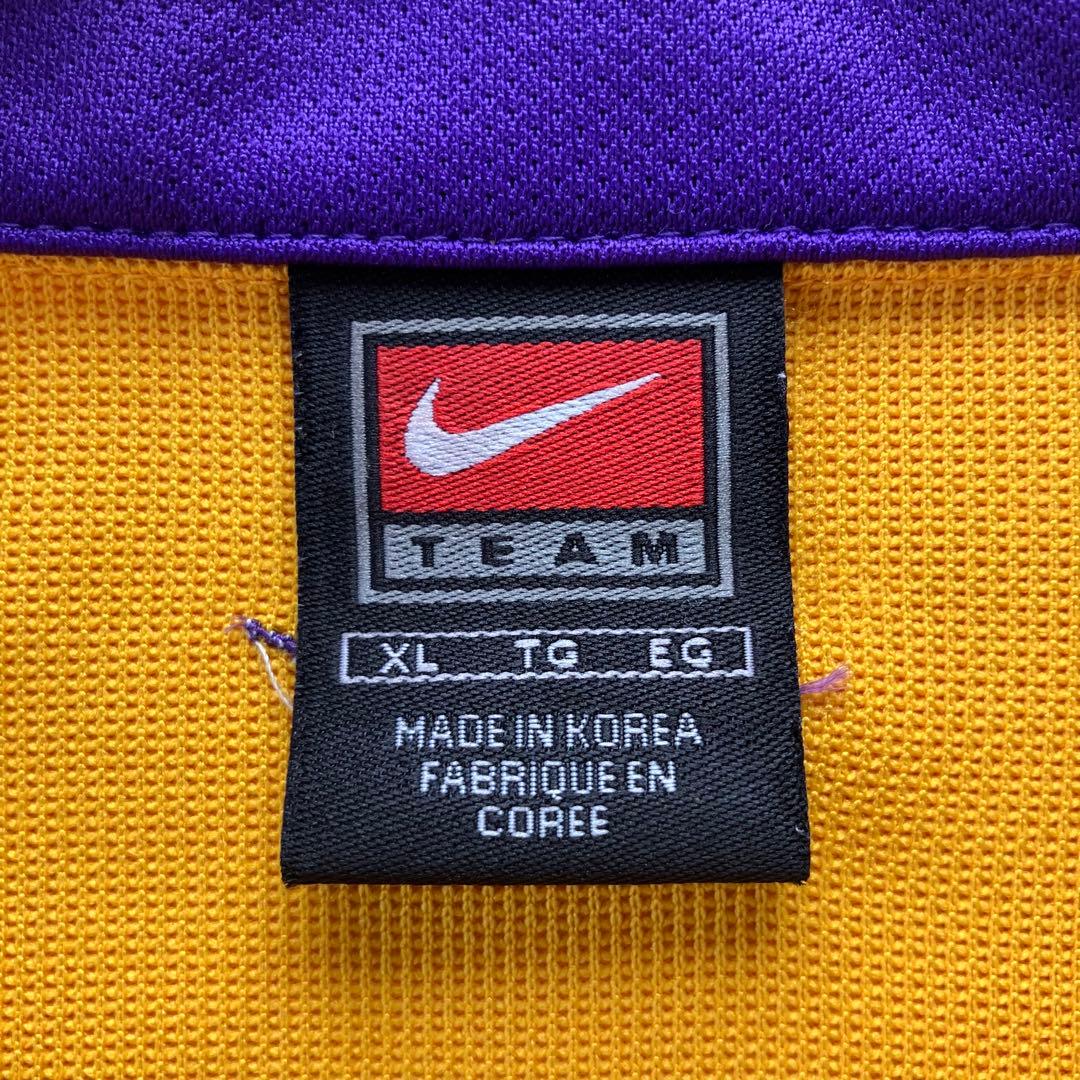 TEAM
XL TG EG
MADE IN KOREA
FABRIQUE EN
COREE